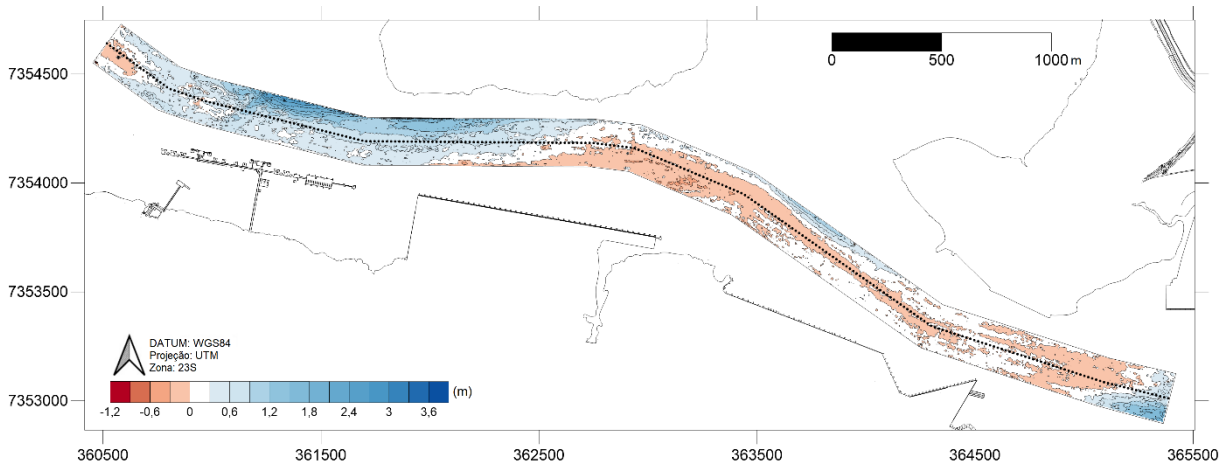 0 500 1000 m
7354500
7354000
7353500
7353000
DATUM: WGS84
Projeção: UTM
Zona: 23S
(m)
-1,2 -0,6 0 0,6 1,2 1,8 2,4 3 3,6
360500 361500 362500 363500 364500 365500